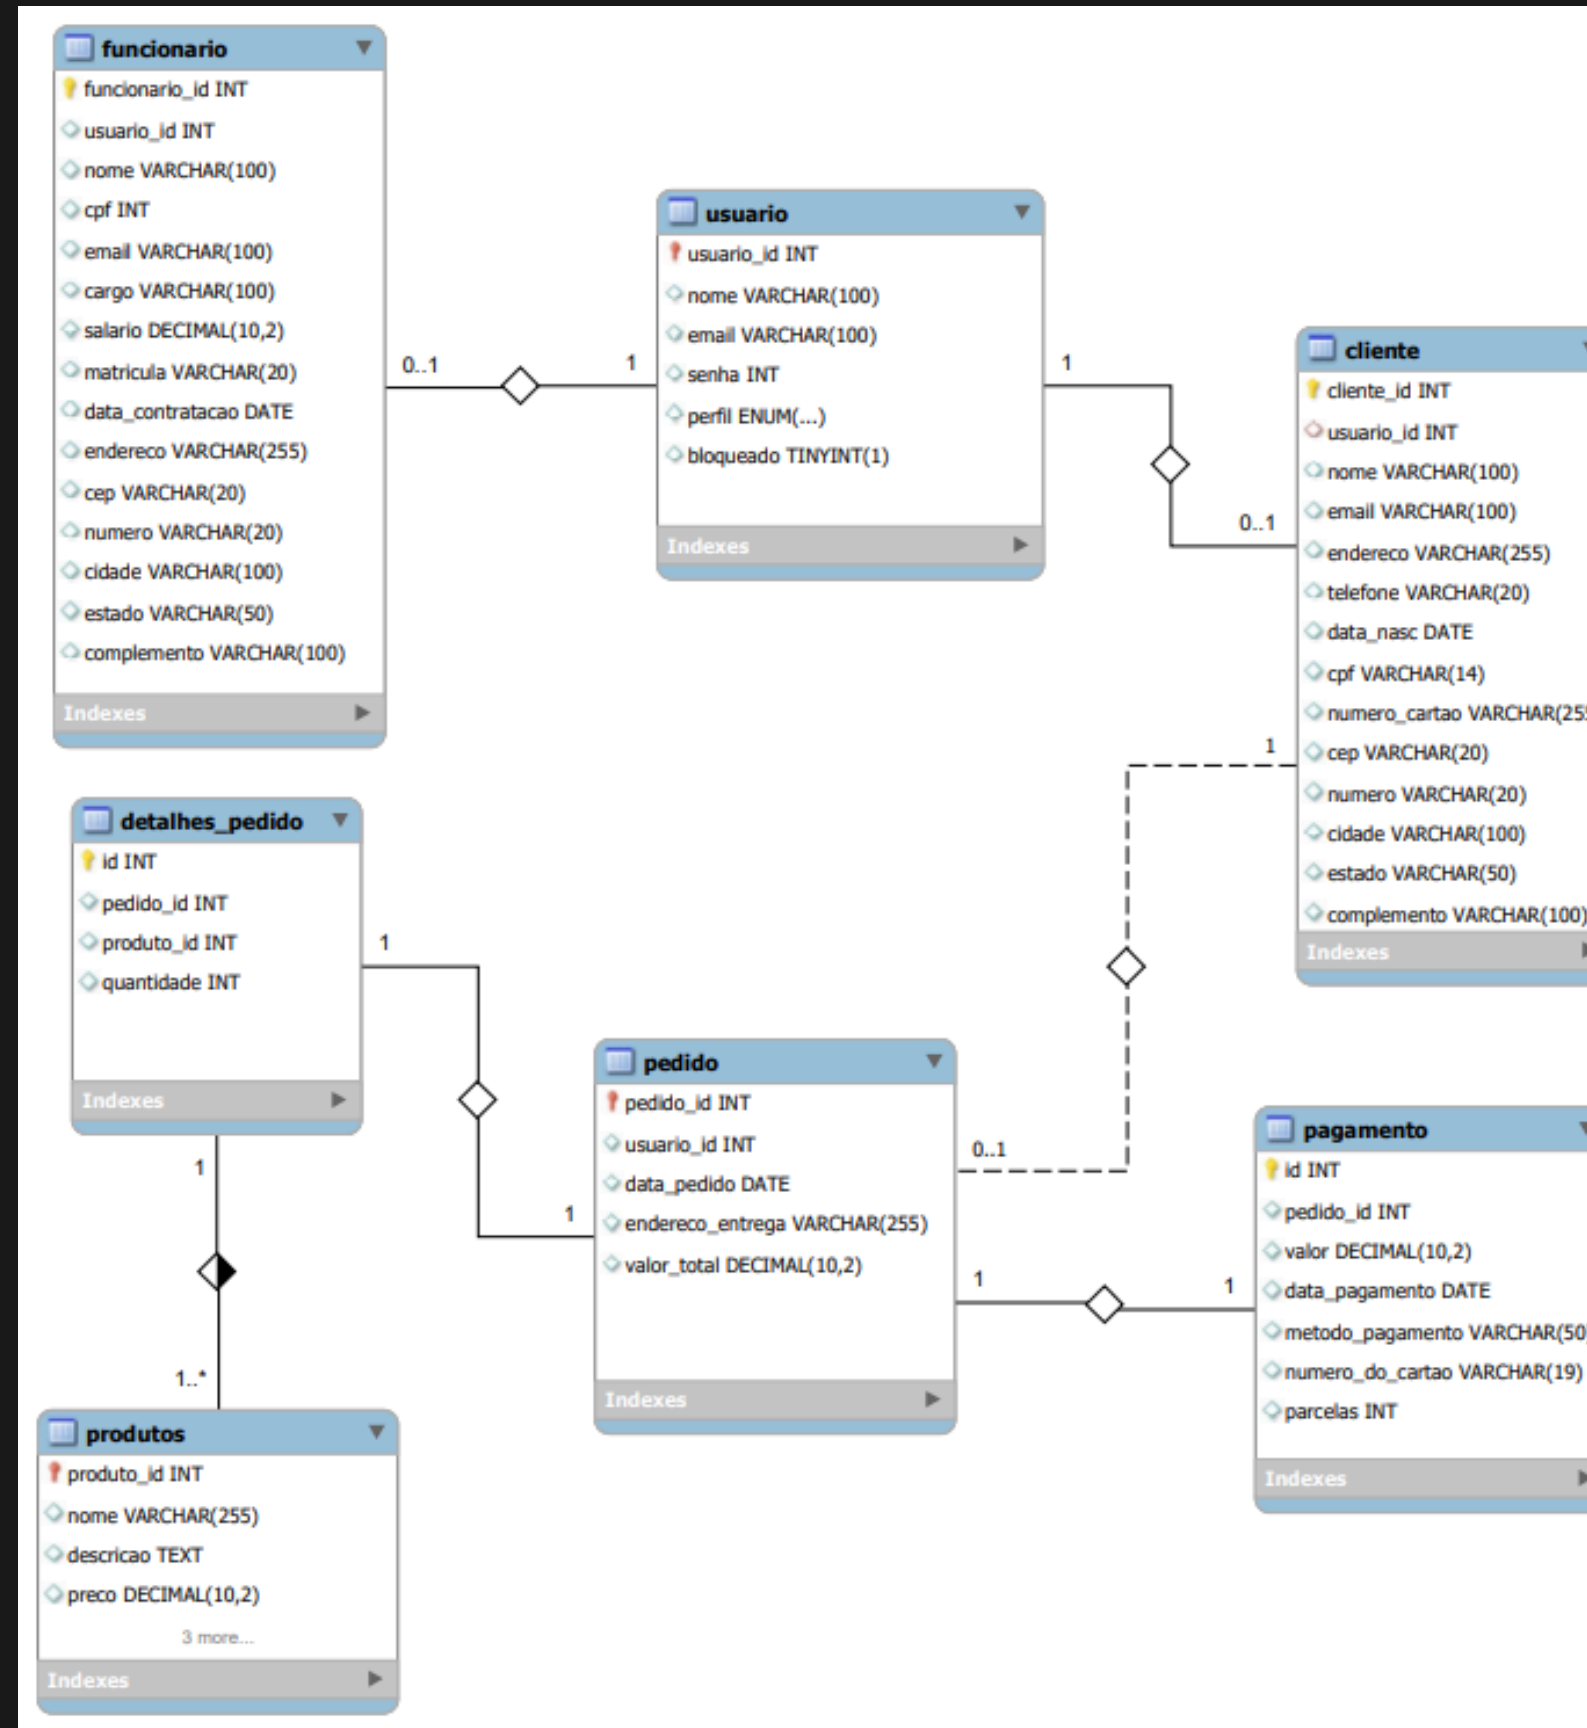 funcionario
funcionario_id INT
usuario_id INT
nome VARCHAR(100)
cpf INT
email VARCHAR(100)
cargo VARCHAR(100)
salario DECIMAL(10,2)
matricula VARCHAR(20)
data_contratacao DATE
endereco VARCHAR(255)
cep VARCHAR(20)
numero VARCHAR(20)
cidade VARCHAR(100)
estado VARCHAR(50)
complemento VARCHAR(100)
Indexes
0..1
1
usuario
usuario_id INT
nome VARCHAR(100)
email VARCHAR(100)
senha INT
perfil ENUM(...)
bloqueado TINYINT(1)
Indexes
1
0..1
cliente
cliente_id INT
usuario_id INT
nome VARCHAR(100)
email VARCHAR(100)
endereco VARCHAR(255)
telefone VARCHAR(20)
data_nasc DATE
cpf VARCHAR(14)
numero_cartao VARCHAR(255
cep VARCHAR(20)
numero VARCHAR(20)
cidade VARCHAR(100)
estado VARCHAR(50)
complemento VARCHAR(100)
Indexes
1
0..1
detalhes_pedido
id INT
pedido_id INT
produto_id INT
quantidade INT
Indexes
1
1
1
1..*
pedido
pedido_id INT
usuario_id INT
data_pedido DATE
endereco_entrega VARCHAR(255)
valor_total DECIMAL(10,2)
Indexes
1
1
pagamento
id INT
pedido_id INT
valor DECIMAL(10,2)
data_pagamento DATE
metodo_pagamento VARCHAR(50)
numero_do_cartao VARCHAR(19)
parcelas INT
Indexes
produtos
produto_id INT
nome VARCHAR(255)
descricao TEXT
preco DECIMAL(10,2)
3 more...
Indexes